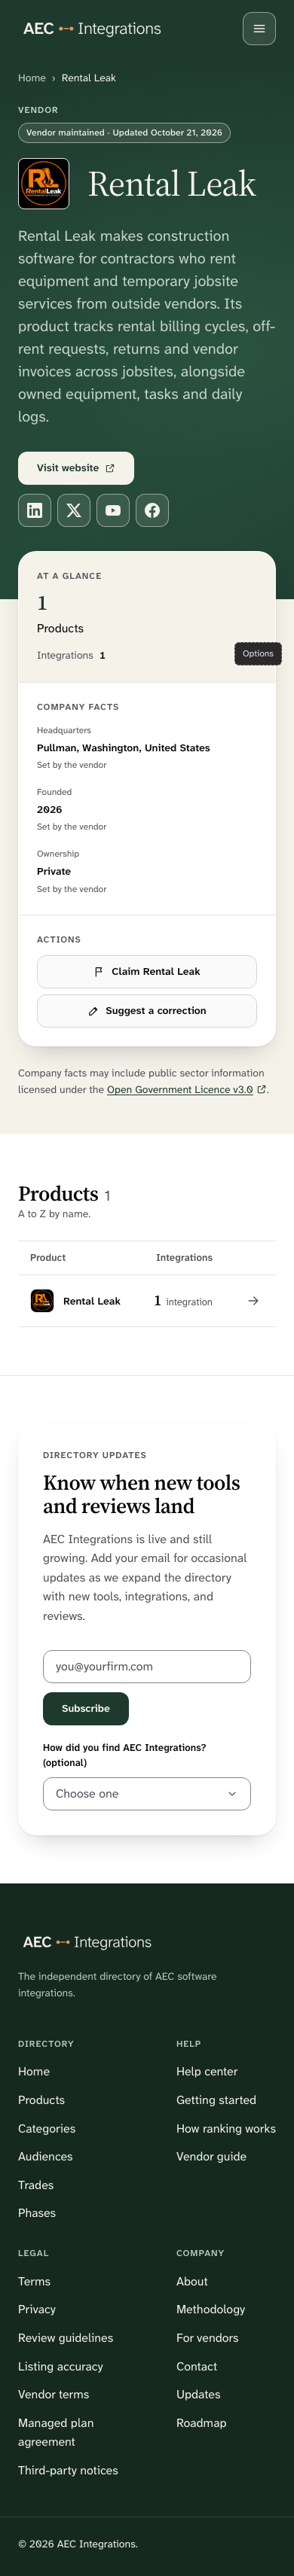 AEC Integrations
Home › Rental Leak
VENDOR
Vendor maintained · Updated October 21, 2026
RL
RentalLeak
Rental Leak
Rental Leak makes construction
software for contractors who rent
equipment and temporary jobsite
services from outside vendors. Its
product tracks rental billing cycles, off-
rent requests, returns and vendor
invoices across jobsites, alongside
owned equipment, tasks and daily
logs.
Visit website
AT A GLANCE
1
Products
Integrations 1
Options
COMPANY FACTS
Headquarters
Pullman, Washington, United States
Set by the vendor
Founded
2026
Set by the vendor
Ownership
Private
Set by the vendor
ACTIONS
Claim Rental Leak
Suggest a correction
Company facts may include public sector information
licensed under the Open Government Licence v3.0.
Products 1
A to Z by name.
Product Integrations
Rental Leak 1 integration
DIRECTORY UPDATES
Know when new tools
and reviews land
AEC Integrations is live and still
growing. Add your email for occasional
updates as we expand the directory
with new tools, integrations, and
reviews.
you@yourfirm.com
Subscribe
How did you find AEC Integrations?
(optional)
Choose one
AEC Integrations
The independent directory of AEC software
integrations.
DIRECTORY
Home
Products
Categories
Audiences
Trades
Phases
HELP
Help center
Getting started
How ranking works
Vendor guide
LEGAL
Terms
Privacy
Review guidelines
Listing accuracy
Vendor terms
Managed plan
agreement
Third-party notices
COMPANY
About
Methodology
For vendors
Contact
Updates
Roadmap
© 2026 AEC Integrations.